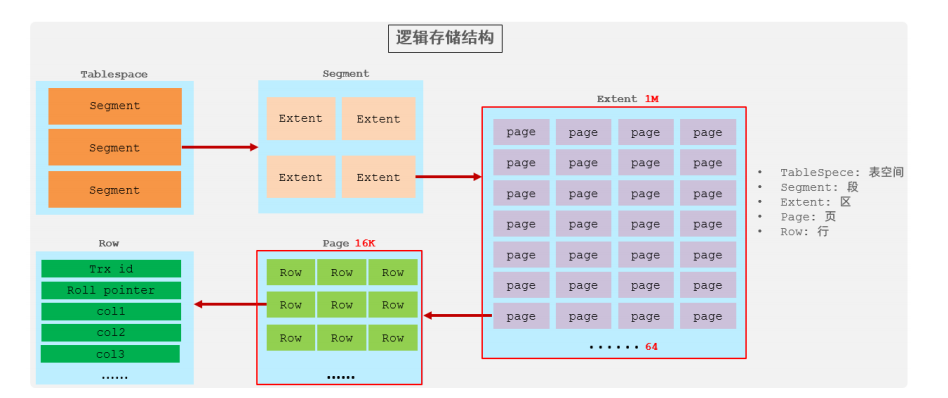 逻辑存储结构
Tablespace
Segment
Segment
Segment
Segment
Extent Extent
Extent Extent
Extent 1M
page page page page
page page page page
page page page page
page page page page
page page page page
page page page page
page page page page
······ 64
• TableSpece: 表空间
• Segment: 段
• Extent: 区
• Page: 页
• Row: 行
Row
Trx id
Roll pointer
col1
col2
col3
......
Page 16K
Row Row Row
Row Row Row
Row Row Row
......